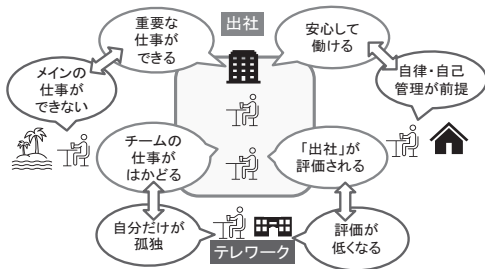 出社
重要な
仕事が
できる
安心して
働ける
メインの
仕事が
できない
自律・自己
管理が前提
チームの
仕事が
はかどる
「出社」が
評価される
自分だけが
孤独
テレワーク
評価が
低くなる